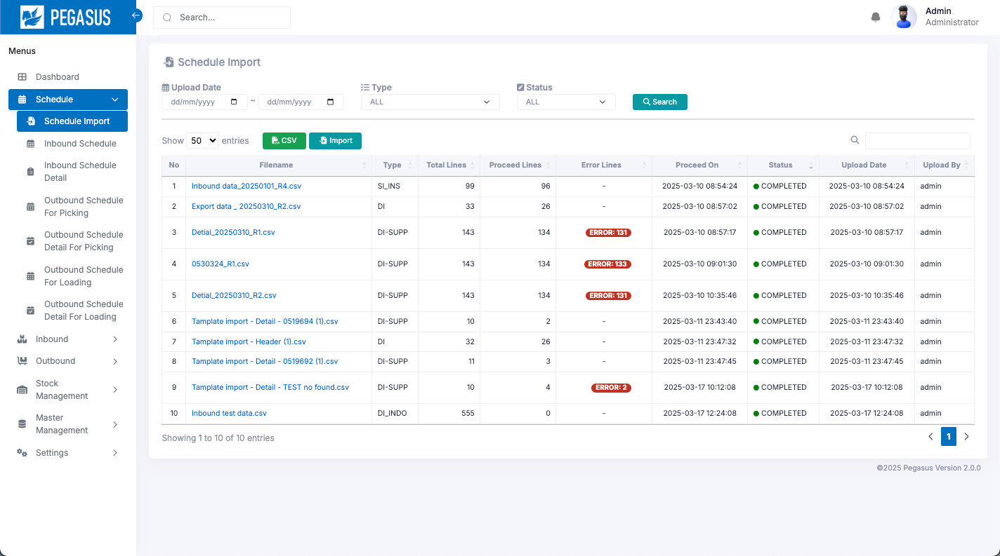 PEGASUS
Search...
Admin
Administrator
Menus
Dashboard
Schedule
Schedule Import
Inbound Schedule
Inbound Schedule
Detail
Outbound Schedule
For Picking
Outbound Schedule
Detail For Picking
Outbound Schedule
For Loading
Outbound Schedule
Detail For Loading
Inbound
Outbound
Stock
Management
Master
Management
Settings
Schedule Import
Upload Date Type Status
dd/mm/yyyy ~ dd/mm/yyyy ALL ALL Search
Show 50 entries CSV Import
No Filename Type Total Lines Proceed Lines Error Lines Proceed On Status Upload Date Upload By
1 Inbound data_20250101_R4.csv SI_INS 99 96 - 2025-03-10 08:54:24 COMPLETED 2025-03-10 08:54:24 admin
2 Export data _ 20250310_R2.csv DI 33 26 - 2025-03-10 08:57:02 COMPLETED 2025-03-10 08:57:02 admin
3 Detial_20250310_R1.csv DI-SUPP 143 134 ERROR: 131 2025-03-10 08:57:17 COMPLETED 2025-03-10 08:57:17 admin
4 0530324_R1.csv DI-SUPP 143 134 ERROR: 133 2025-03-10 09:01:30 COMPLETED 2025-03-10 09:01:30 admin
5 Detial_20250310_R2.csv DI-SUPP 143 134 ERROR: 131 2025-03-10 10:35:46 COMPLETED 2025-03-10 10:35:46 admin
6 Tamplate import - Detail - 0519694 (1).csv DI-SUPP 10 2 - 2025-03-11 23:43:40 COMPLETED 2025-03-11 23:43:40 admin
7 Tamplate import - Header (1).csv DI 32 26 - 2025-03-11 23:47:32 COMPLETED 2025-03-11 23:47:32 admin
8 Tamplate import - Detail - 0519692 (1).csv DI-SUPP 11 3 - 2025-03-11 23:47:45 COMPLETED 2025-03-11 23:47:45 admin
9 Tamplate import - Detail - TEST no found.csv DI-SUPP 10 4 ERROR: 2 2025-03-17 10:12:08 COMPLETED 2025-03-17 10:12:08 admin
10 Inbound test data.csv DI_INDO 555 0 - 2025-03-17 12:24:08 COMPLETED 2025-03-17 12:24:08 admin
Showing 1 to 10 of 10 entries 1
©2025 Pegasus Version 2.0.0